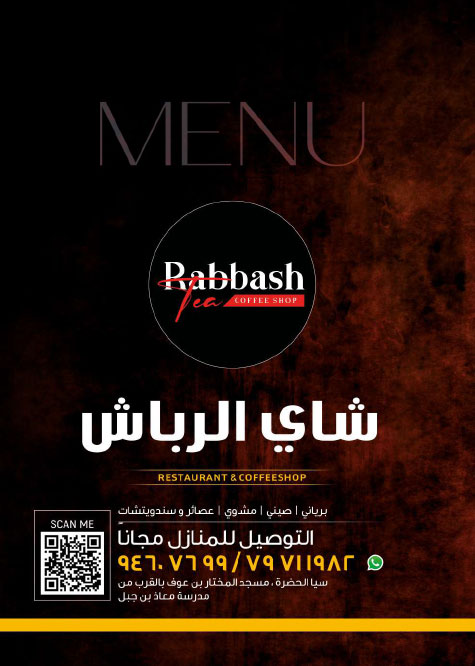 MENU
Rabbash
Tea COFFEE SHOP
شاي الرباش
RESTAURANT & COFFEESHOP
برياني | صيني | مشوي | عصائر و سندويتشات
التوصيل للمنازل مجاناً
٩٤٦٠٧٦٩٩ / ٧٩٧١١٩٨٢
سيا الحضرة ، مسجد المختار بن عوف بالقرب من
مدرسة معاذ بن جبل
SCAN ME